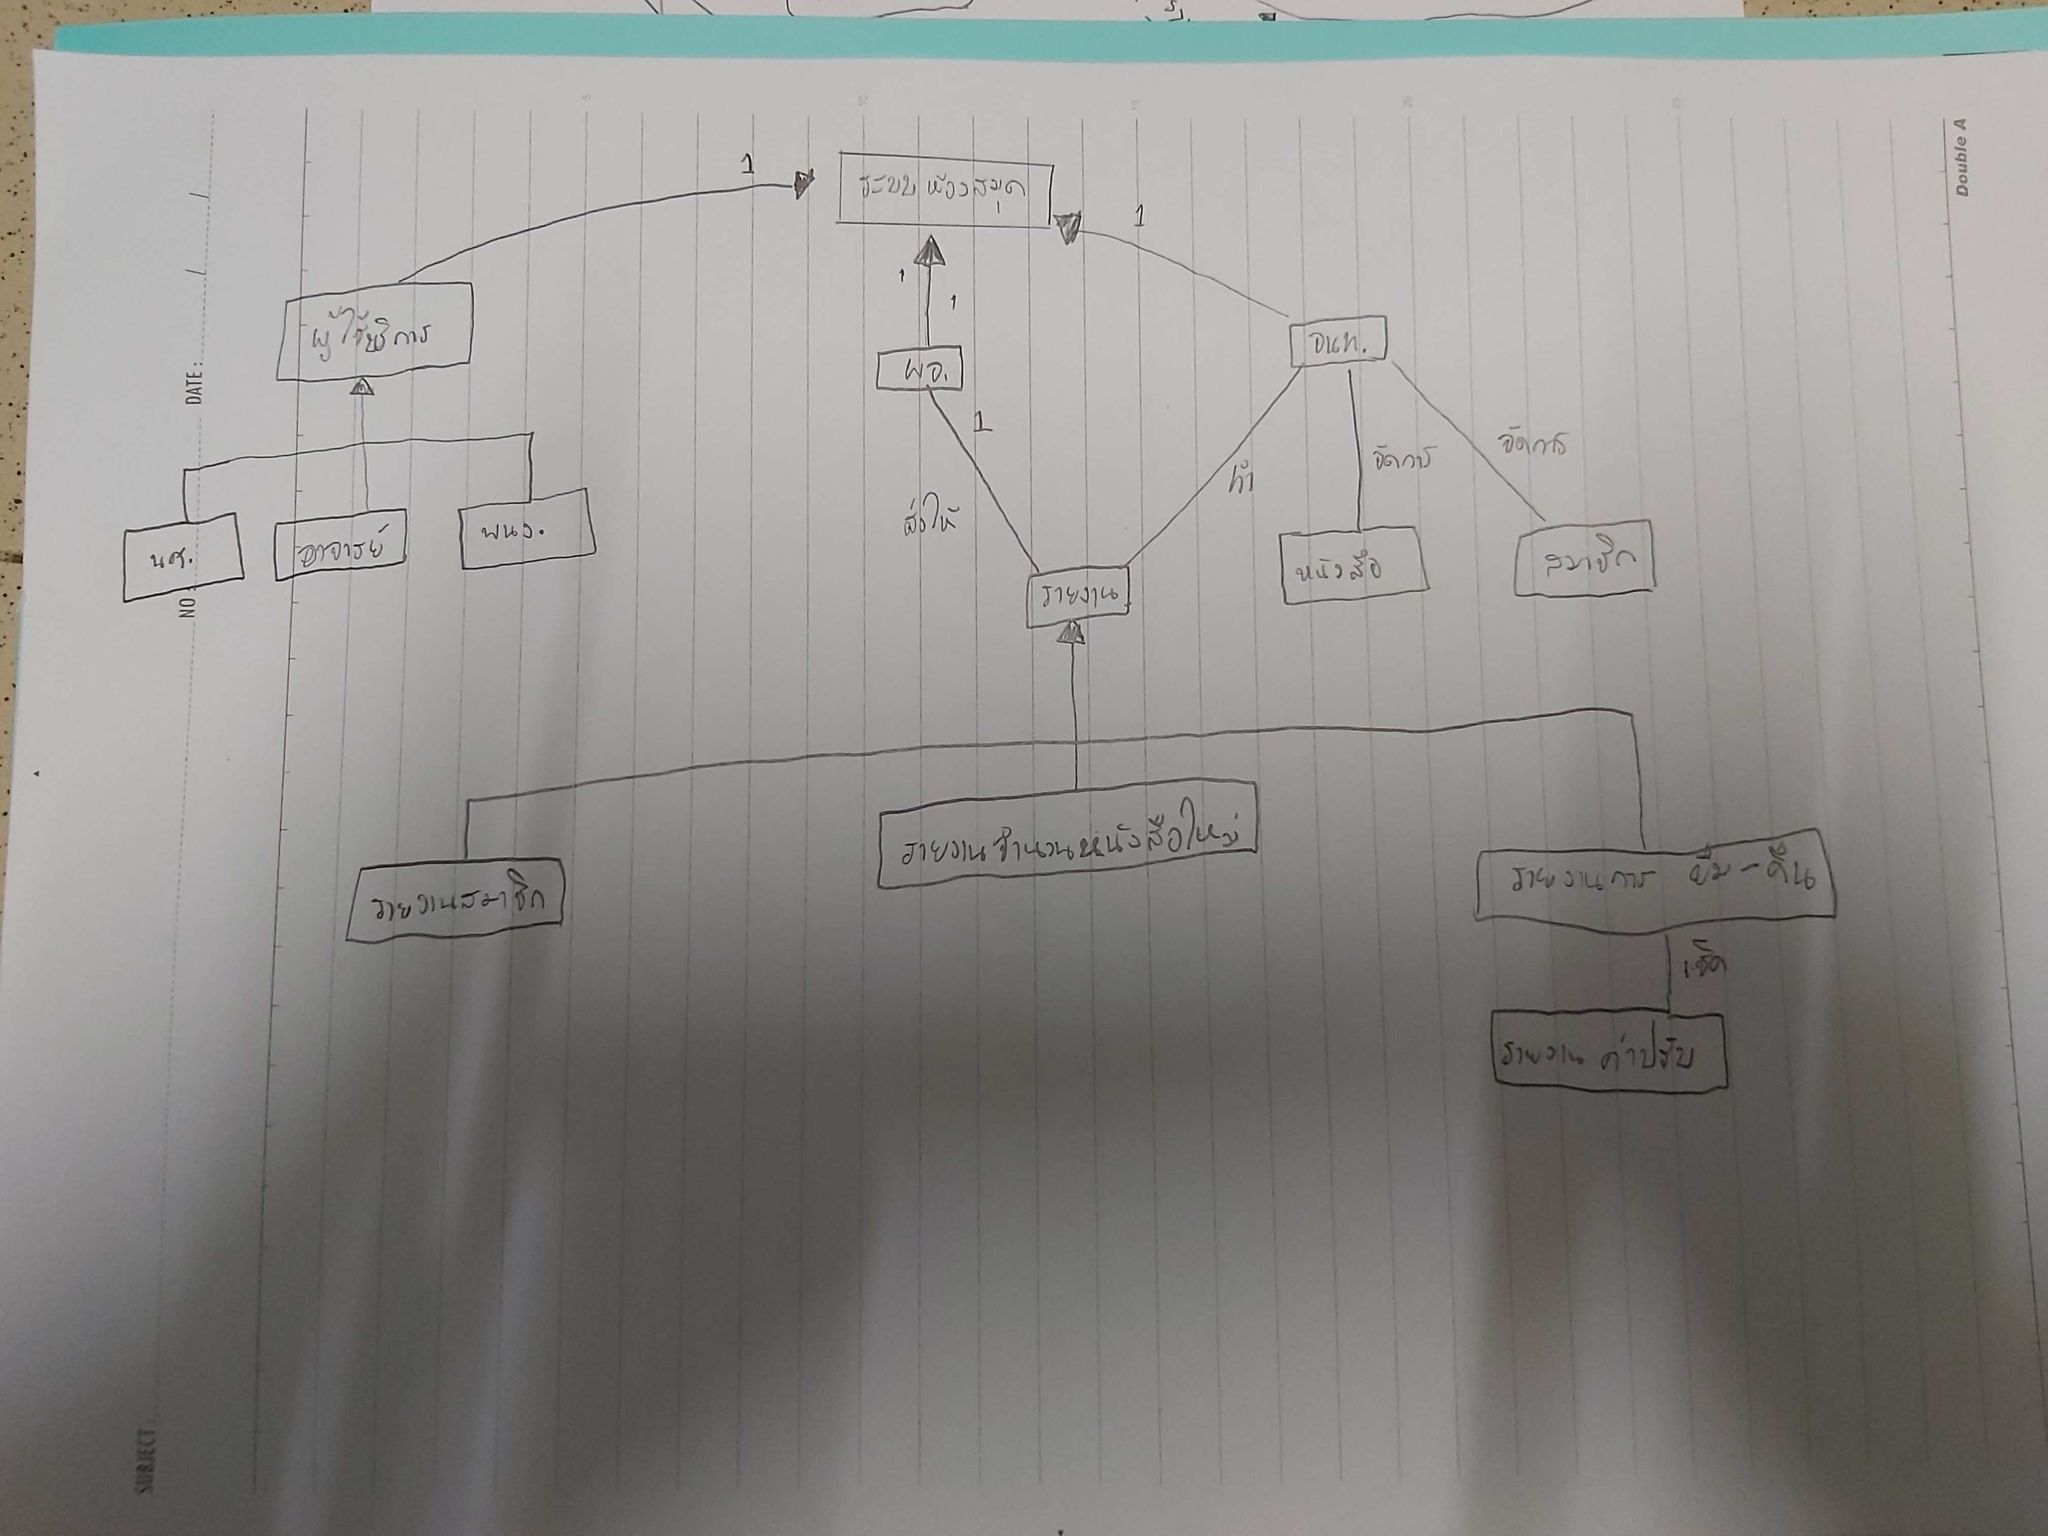 Double A
1
ระบบห้องสมุด
1
1
1
ผู้ใช้บริการ
ผอ.
จนท.
DATE:
1
จัดการ
จัดการ
ทำ
ส่งให้
นศ.
อาจารย์
พนง.
หนังสือ
สมาชิก
รายงาน
NO
รายงานสมาชิก
รายงานจำนวนหนังสือใหม่
รายงานการ ยืม-คืน
เช็ค
รายงาน ค่าปรับ
SUBJECT: